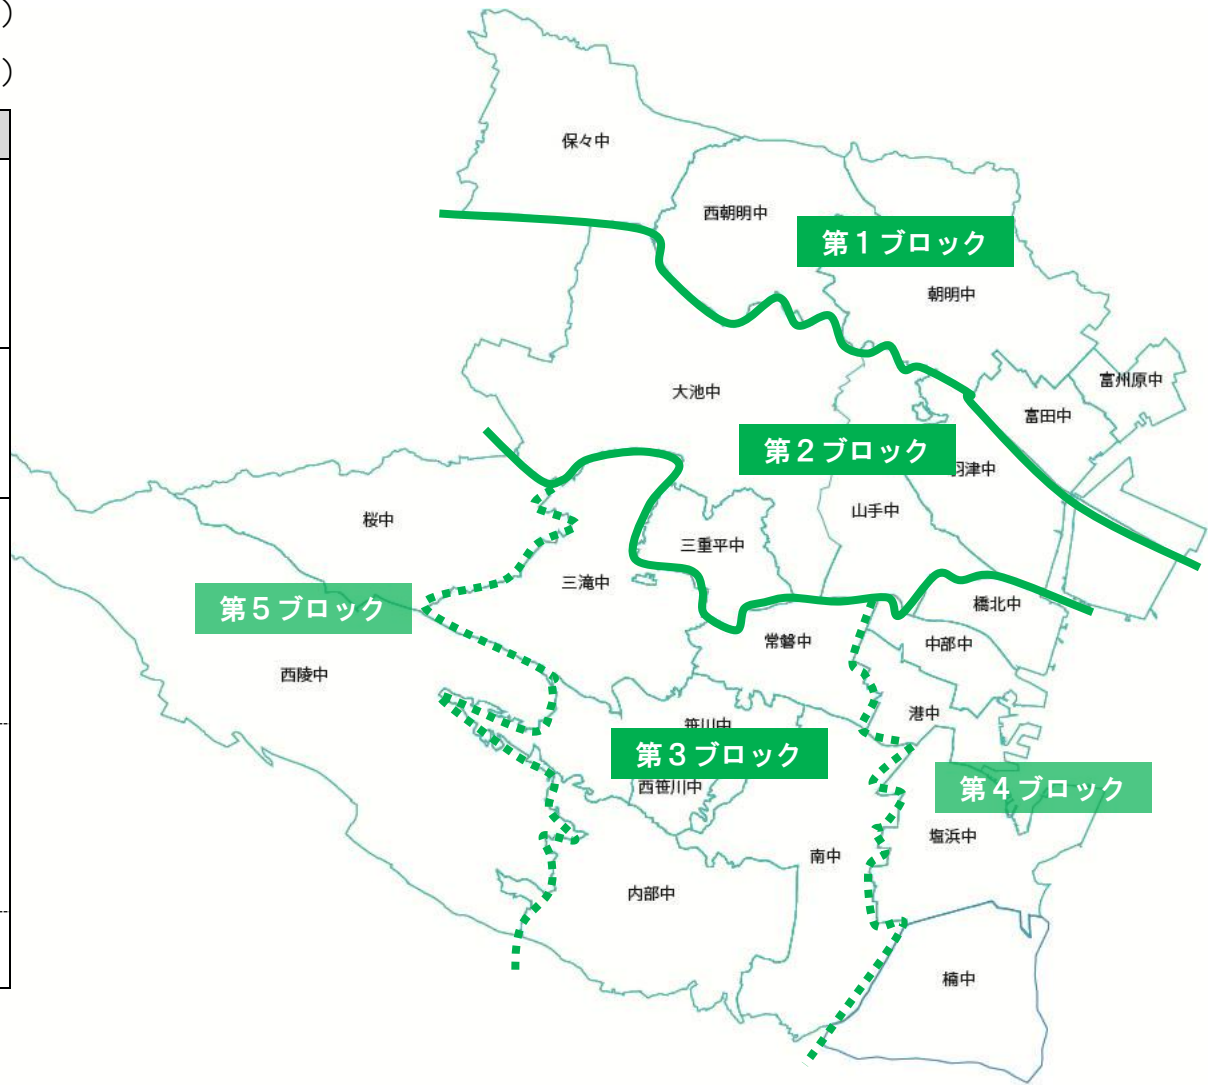 ）
）
保々中
西朝明中
第１ブロック
朝明中
富州原中
大池中
富田中
第２ブロック
羽津中
山手中
桜中
三重平中
三滝中
第５ブロック
橋北中
常磐中
中部中
西陵中
港中
笹川中
第３ブロック
西笹川中
第４ブロック
塩浜中
南中
内部中
楠中